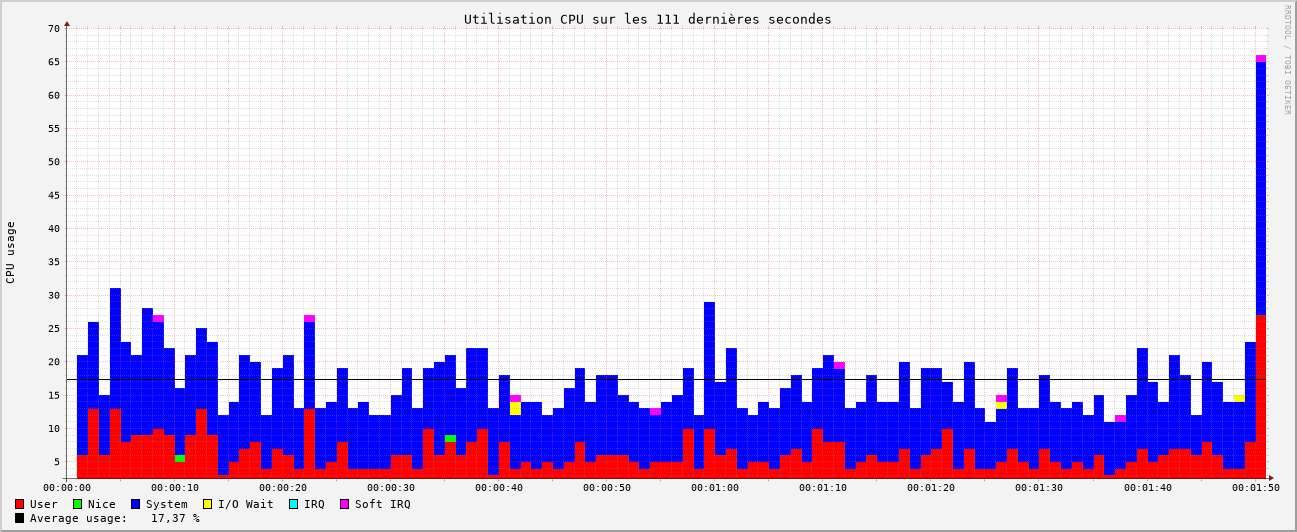 Utilisation CPU sur les 111 dernières secondes
RRDTOOL / TOBI OETIKER
CPU usage
70
65
60
55
50
45
40
35
30
25
20
15
10
5
00:00:00 00:00:10 00:00:20 00:00:30 00:00:40 00:00:50 00:01:00 00:01:10 00:01:20 00:01:30 00:01:40 00:01:50
User Nice System I/O Wait IRQ Soft IRQ
Average usage: 17,37 %